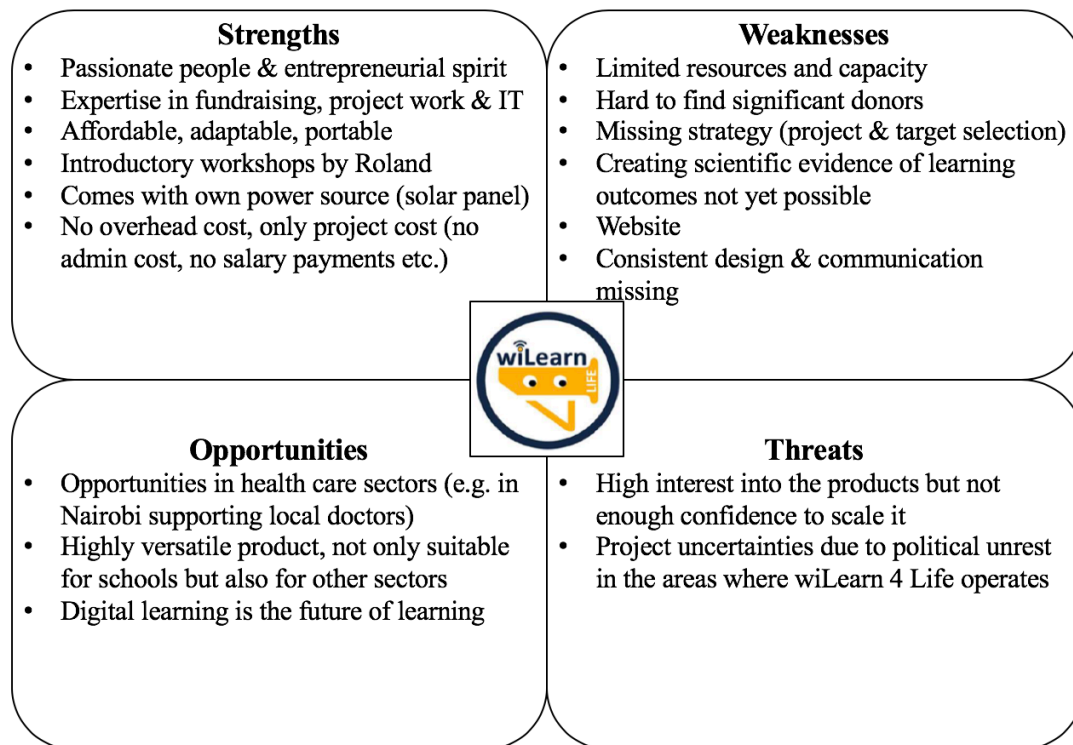 Strengths
• Passionate people & entrepreneurial spirit
• Expertise in fundraising, project work & IT
• Affordable, adaptable, portable
• Introductory workshops by Roland
• Comes with own power source (solar panel)
• No overhead cost, only project cost (no
admin cost, no salary payments etc.)
Weaknesses
• Limited resources and capacity
• Hard to find significant donors
• Missing strategy (project & target selection)
• Creating scientific evidence of learning
outcomes not yet possible
• Website
• Consistent design & communication
missing
wiLearn
LIFE
Opportunities
• Opportunities in health care sectors (e.g. in
Nairobi supporting local doctors)
• Highly versatile product, not only suitable
for schools but also for other sectors
• Digital learning is the future of learning
Threats
• High interest into the products but not
enough confidence to scale it
• Project uncertainties due to political unrest
in the areas where wiLearn 4 Life operates